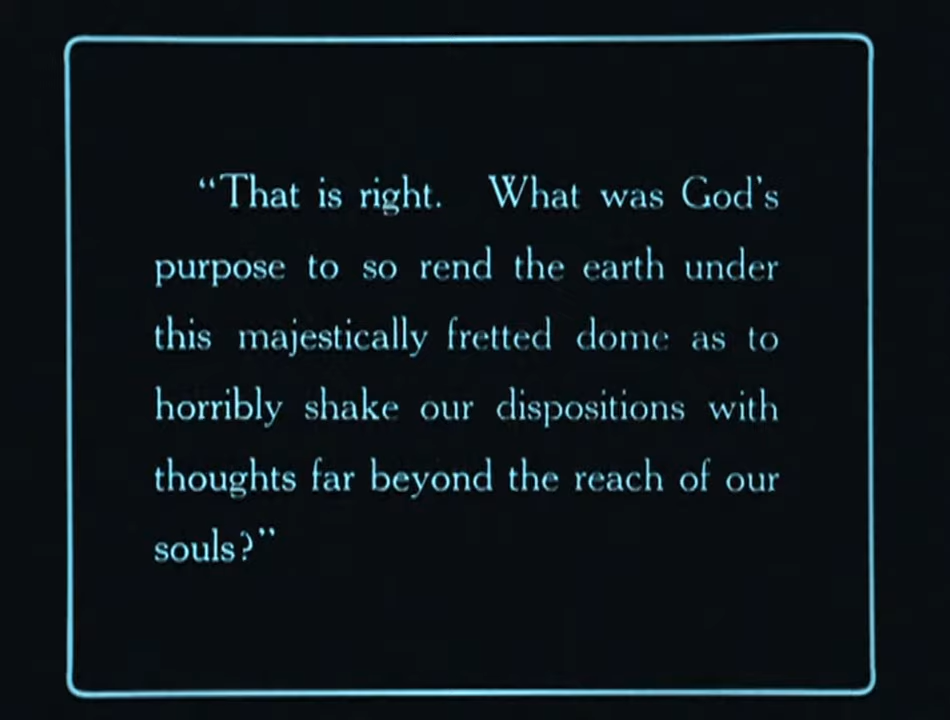 “That is right. What was God's
purpose to so rend the earth under
this majestically fretted dome as to
horribly shake our dispositions with
thoughts far beyond the reach of our
souls?”